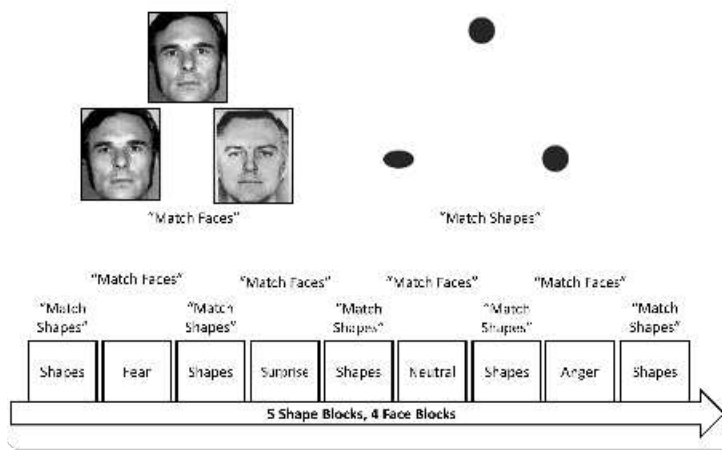 "Match Faces"
"Match Shapes"
"Match Faces"
"Match Faces"
"Match Faces"
"Match Faces"
"Match
Shapes"
"Match
Shapes"
"Match
Shapes"
"Match
Shapes"
"Match
Shapes"
Shapes
Fear
Shapes
Surprise
Shapes
Neutral
Shapes
Anger
Shapes
5 Shape Blocks, 4 Face Blocks